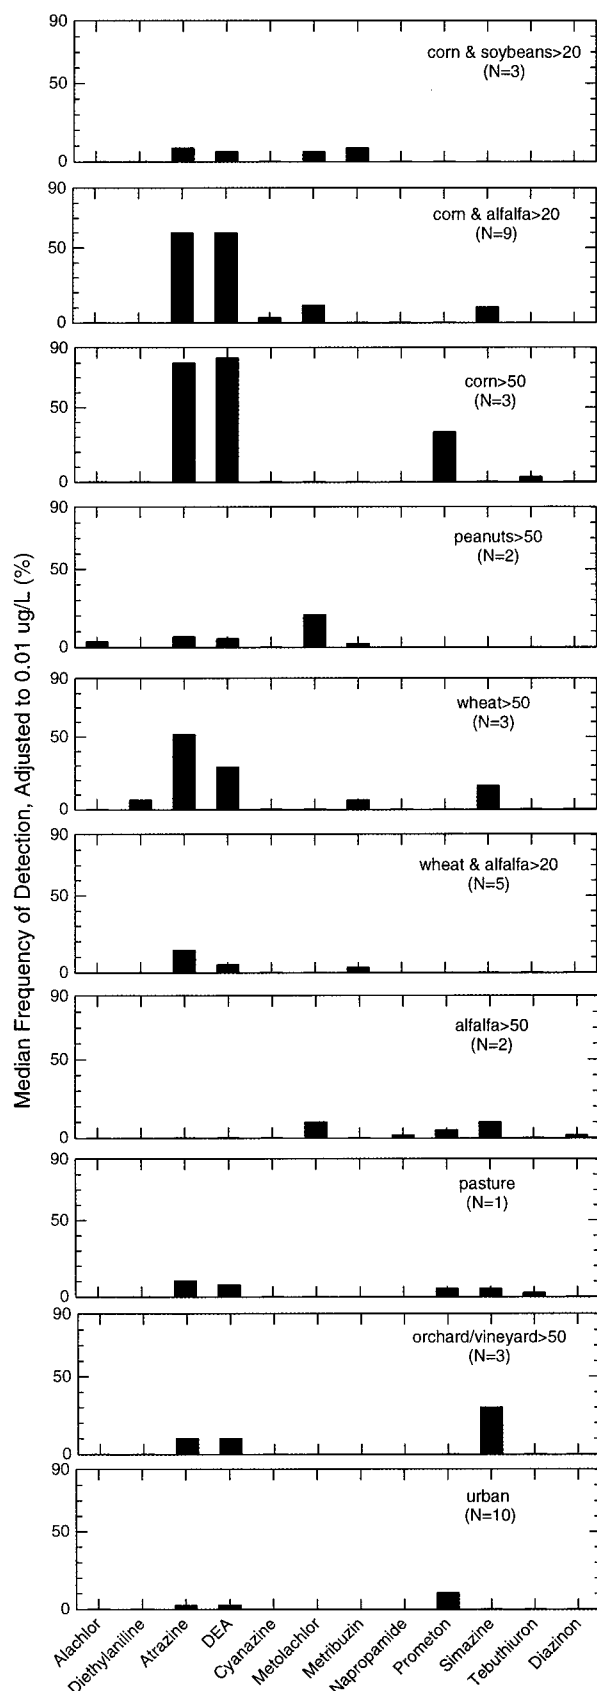 Median Frequency of Detection, Adjusted to 0.01 ug/L (%)
90
50
0
corn & soybeans>20
(N=3)
90
50
0
corn & alfalfa>20
(N=9)
90
50
0
corn>50
(N=3)
90
50
0
peanuts>50
(N=2)
90
50
0
wheat>50
(N=3)
90
50
0
wheat & alfalfa>20
(N=5)
90
50
0
alfalfa>50
(N=2)
90
50
0
pasture
(N=1)
90
50
0
orchard/vineyard>50
(N=3)
90
50
0
urban
(N=10)
Alachlor
Diethylaniline
Atrazine
DEA
Cyanazine
Metolachlor
Metribuzin
Napropamide
Prometon
Simazine
Tebuthiuron
Diazinon